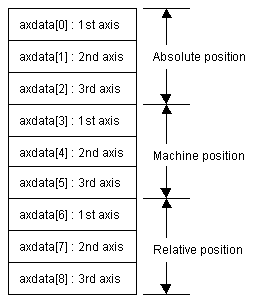 axdata[0] : 1st axis
axdata[1] : 2nd axis
Absolute position
axdata[2] : 3rd axis
axdata[3] : 1st axis
axdata[4] : 2nd axis
Machine position
axdata[5] : 3rd axis
axdata[6] : 1st axis
axdata[7] : 2nd axis
Relative position
axdata[8] : 3rd axis